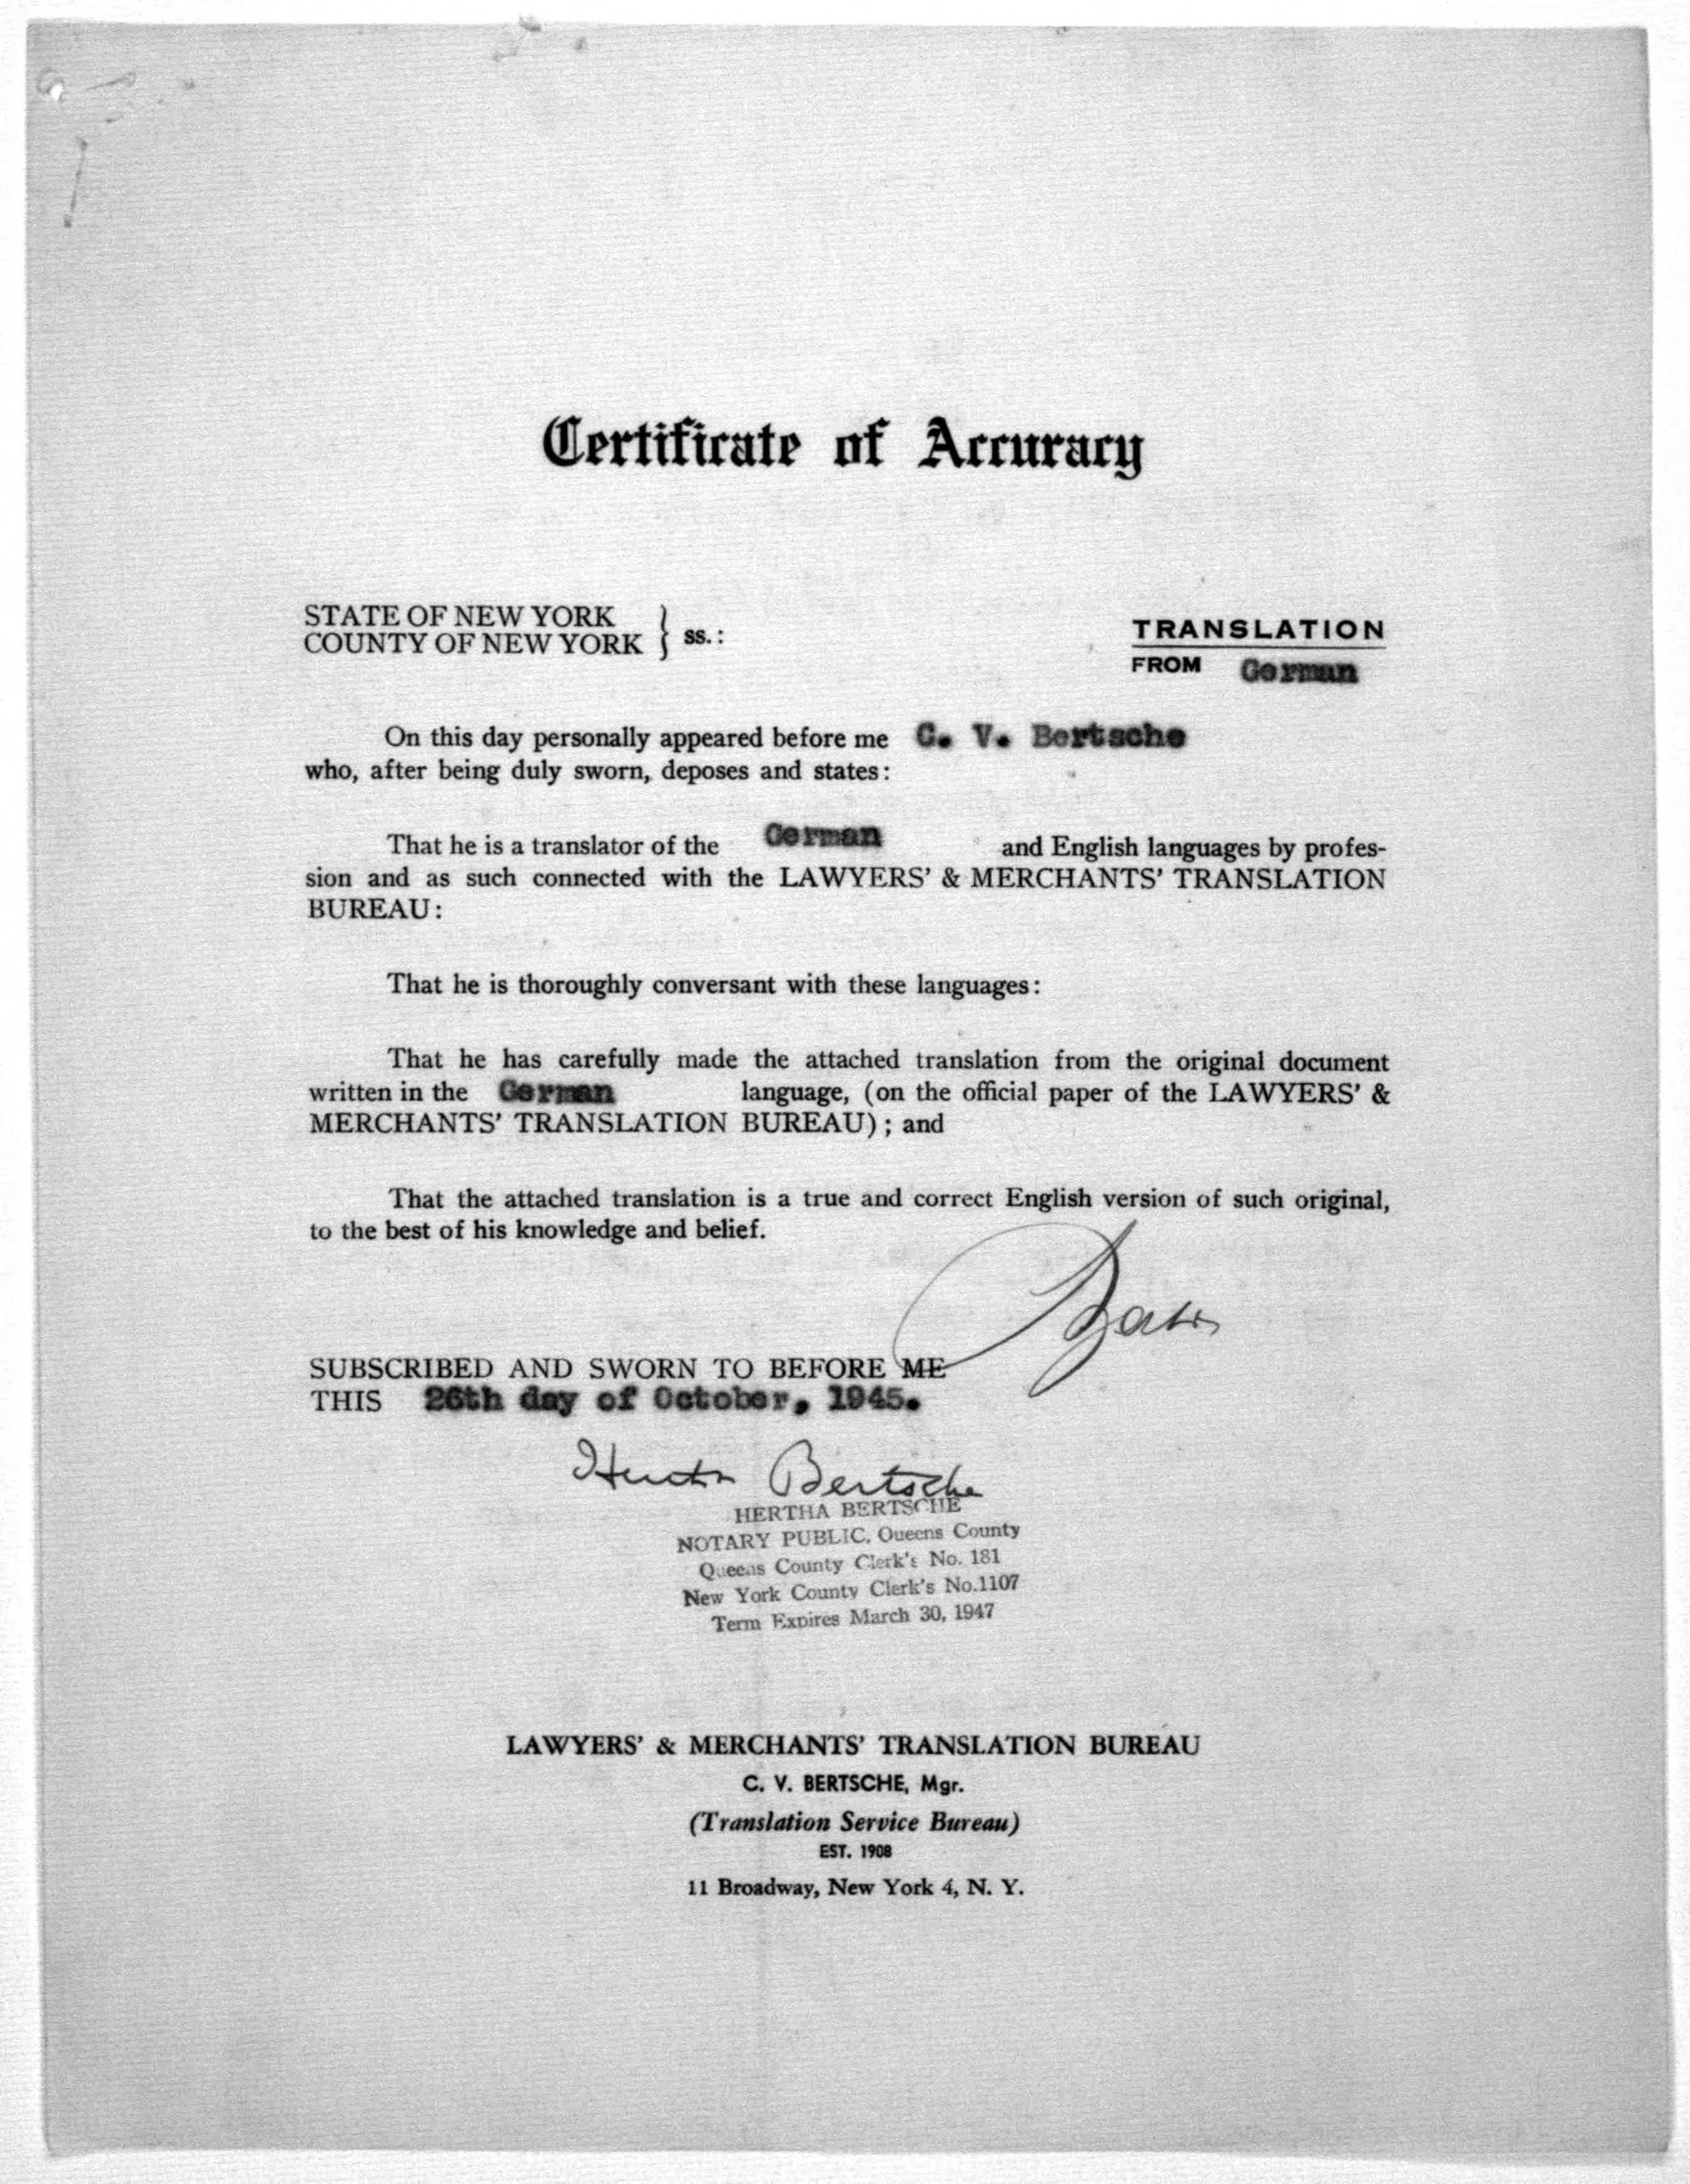 Certificate of Accuracy
STATE OF NEW YORK
COUNTY OF NEW YORK } ss.:
TRANSLATION
FROM German
On this day personally appeared before me C. V. Bertsche
who, after being duly sworn, deposes and states:
That he is a translator of the German and English languages by profes-
sion and as such connected with the LAWYERS' & MERCHANTS' TRANSLATION
BUREAU:
That he is thoroughly conversant with these languages:
That he has carefully made the attached translation from the original document
written in the German language, (on the official paper of the LAWYERS' &
MERCHANTS' TRANSLATION BUREAU); and
That the attached translation is a true and correct English version of such original,
to the best of his knowledge and belief.
SUBSCRIBED AND SWORN TO BEFORE ME
THIS 26th day of October, 1945.
Hertha Bertsche
HERTHA BERTSCHE
NOTARY PUBLIC, Queens County
Queens County Clerk's No. 181
New York County Clerk's No.1107
Term Expires March 30, 1947
LAWYERS' & MERCHANTS' TRANSLATION BUREAU
C. V. BERTSCHE, Mgr.
(Translation Service Bureau)
EST. 1908
11 Broadway, New York 4, N. Y.